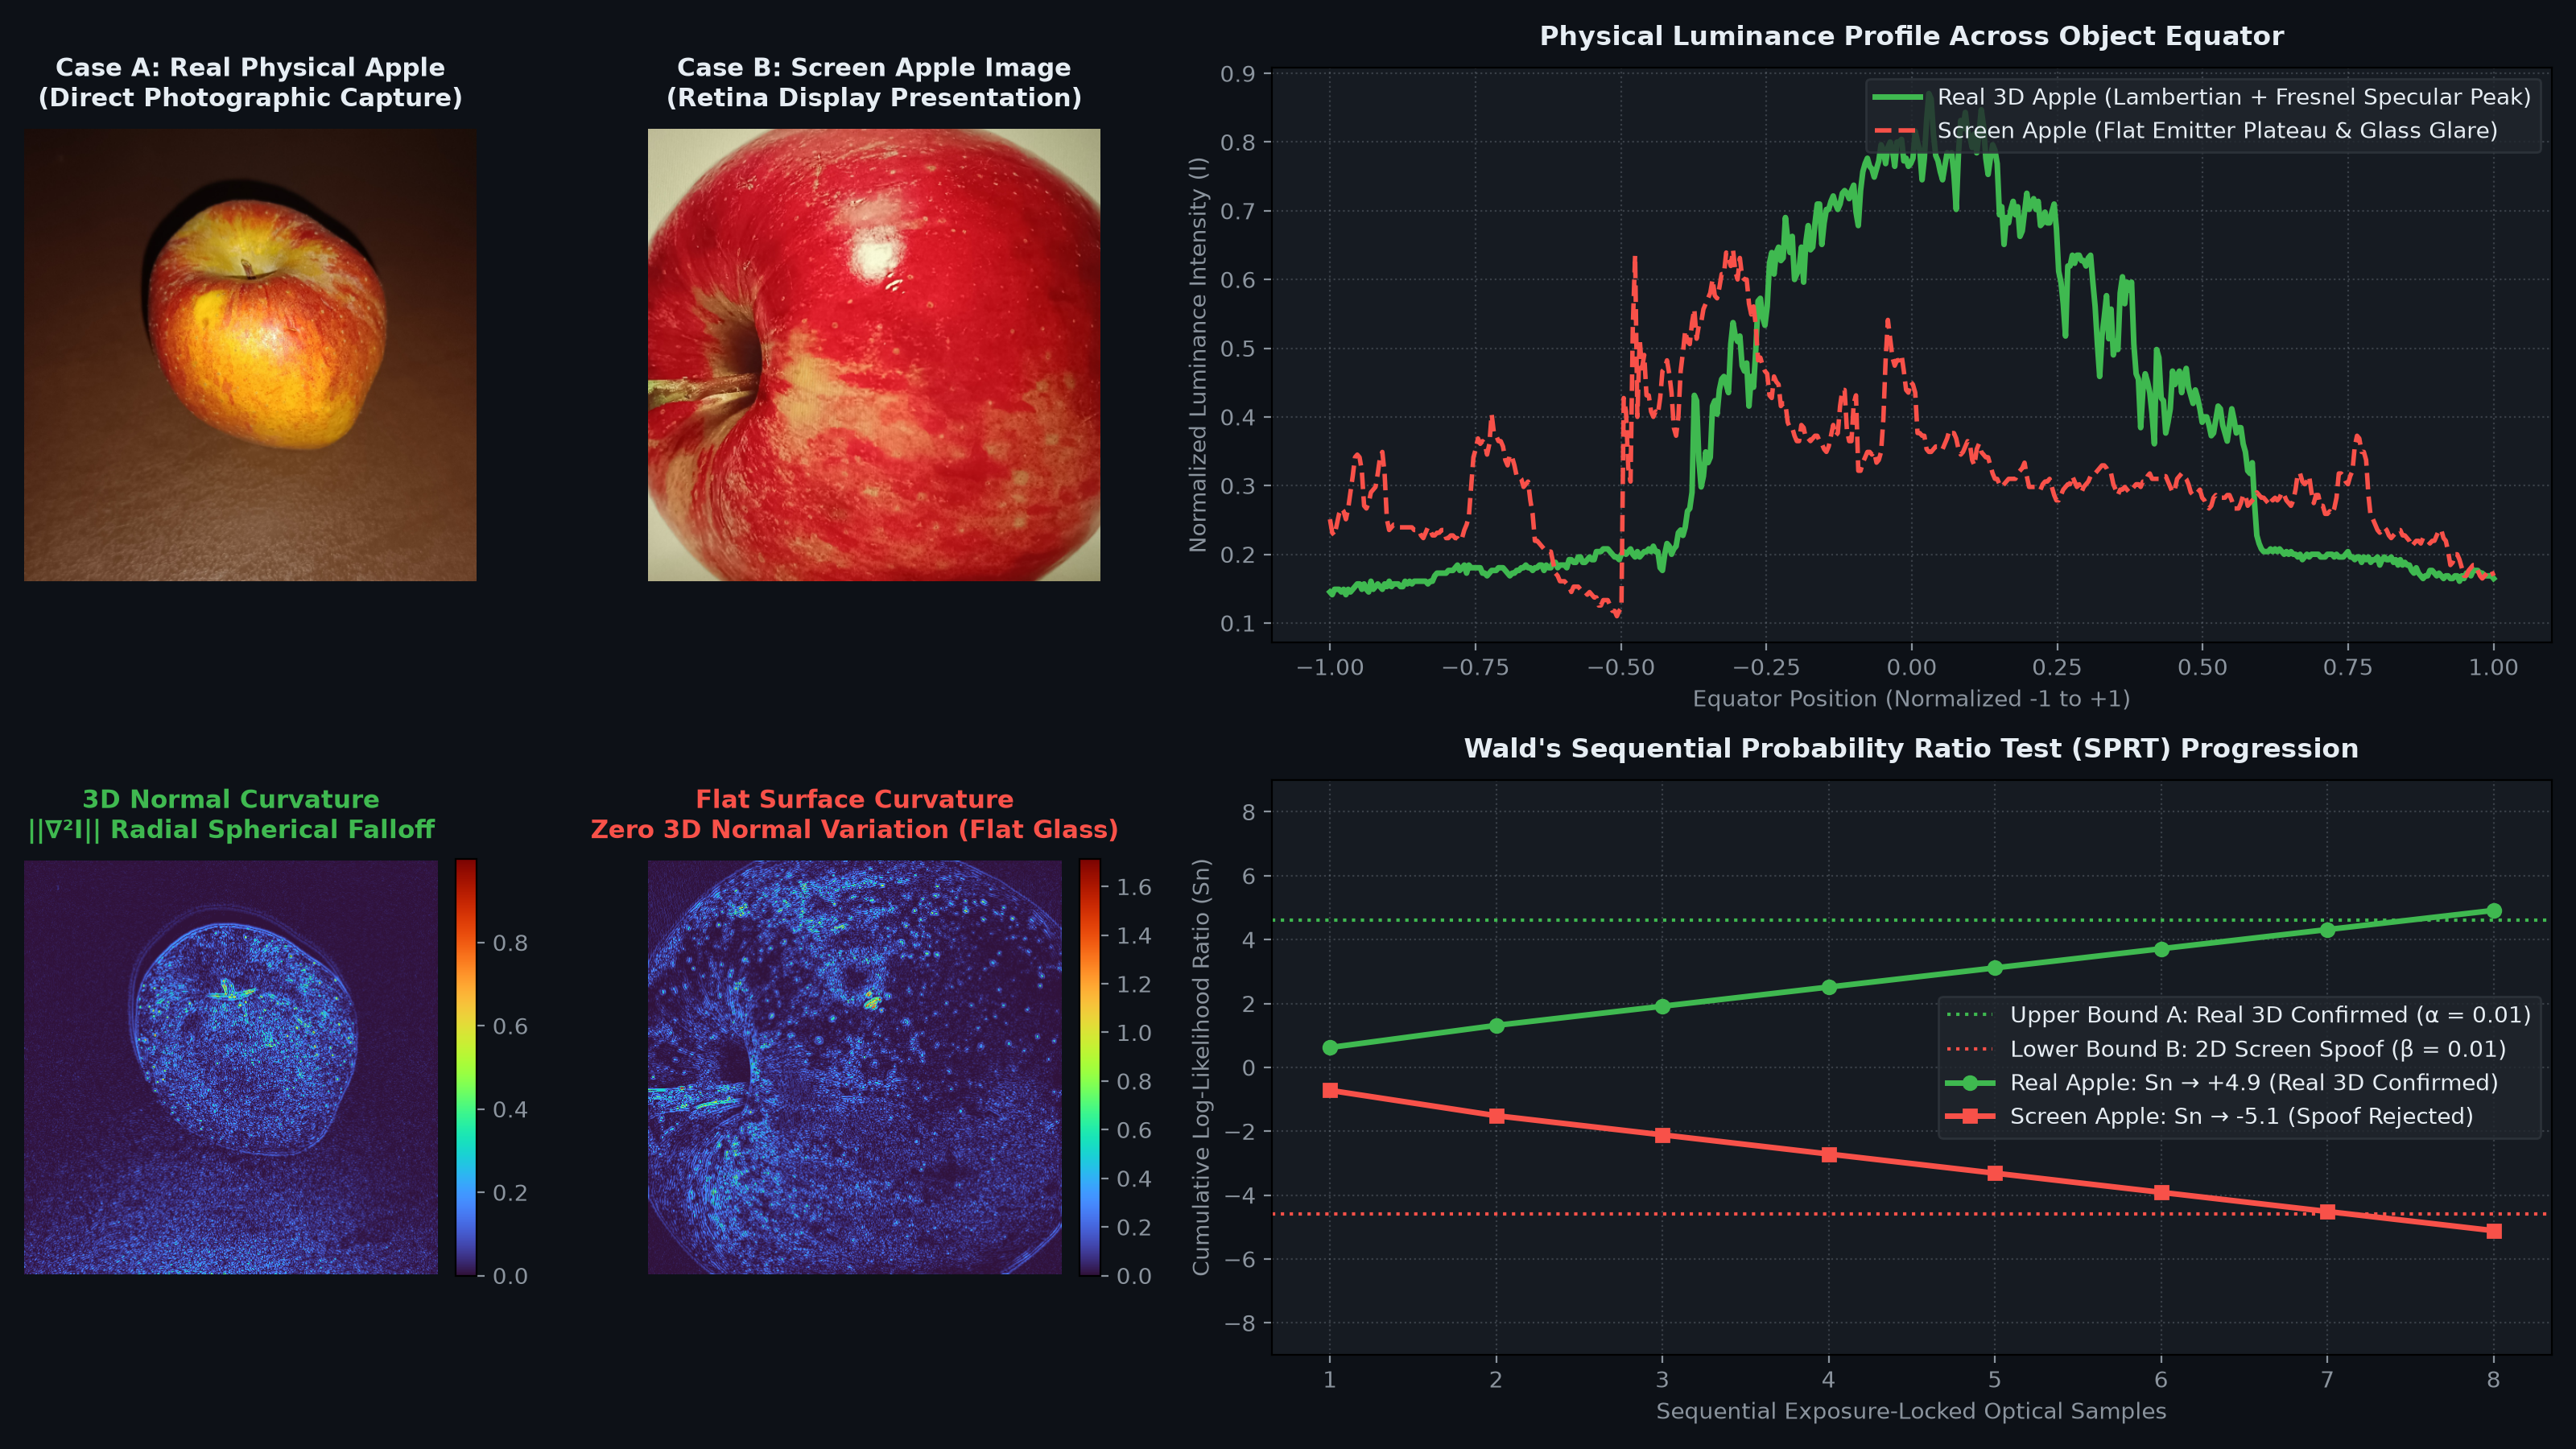 Case A: Real Physical Apple
(Direct Photographic Capture)
Case B: Screen Apple Image
(Retina Display Presentation)
Physical Luminance Profile Across Object Equator
Real 3D Apple (Lambertian + Fresnel Specular Peak)
Screen Apple (Flat Emitter Plateau & Glass Glare)
Normalized Luminance Intensity (I)
0.9
0.8
0.7
0.6
0.5
0.4
0.3
0.2
0.1
−1.00
−0.75
−0.50
−0.25
0.00
0.25
0.50
0.75
1.00
Equator Position (Normalized -1 to +1)
3D Normal Curvature
||∇²I|| Radial Spherical Falloff
0.8
0.6
0.4
0.2
0.0
Flat Surface Curvature
Zero 3D Normal Variation (Flat Glass)
1.6
1.4
1.2
1.0
0.8
0.6
0.4
0.2
0.0
Wald's Sequential Probability Ratio Test (SPRT) Progression
Cumulative Log-Likelihood Ratio (Sn)
8
6
4
2
0
−2
−4
−6
−8
Upper Bound A: Real 3D Confirmed (α = 0.01)
Lower Bound B: 2D Screen Spoof (β = 0.01)
Real Apple: Sn → +4.9 (Real 3D Confirmed)
Screen Apple: Sn → -5.1 (Spoof Rejected)
1
2
3
4
5
6
7
8
Sequential Exposure-Locked Optical Samples